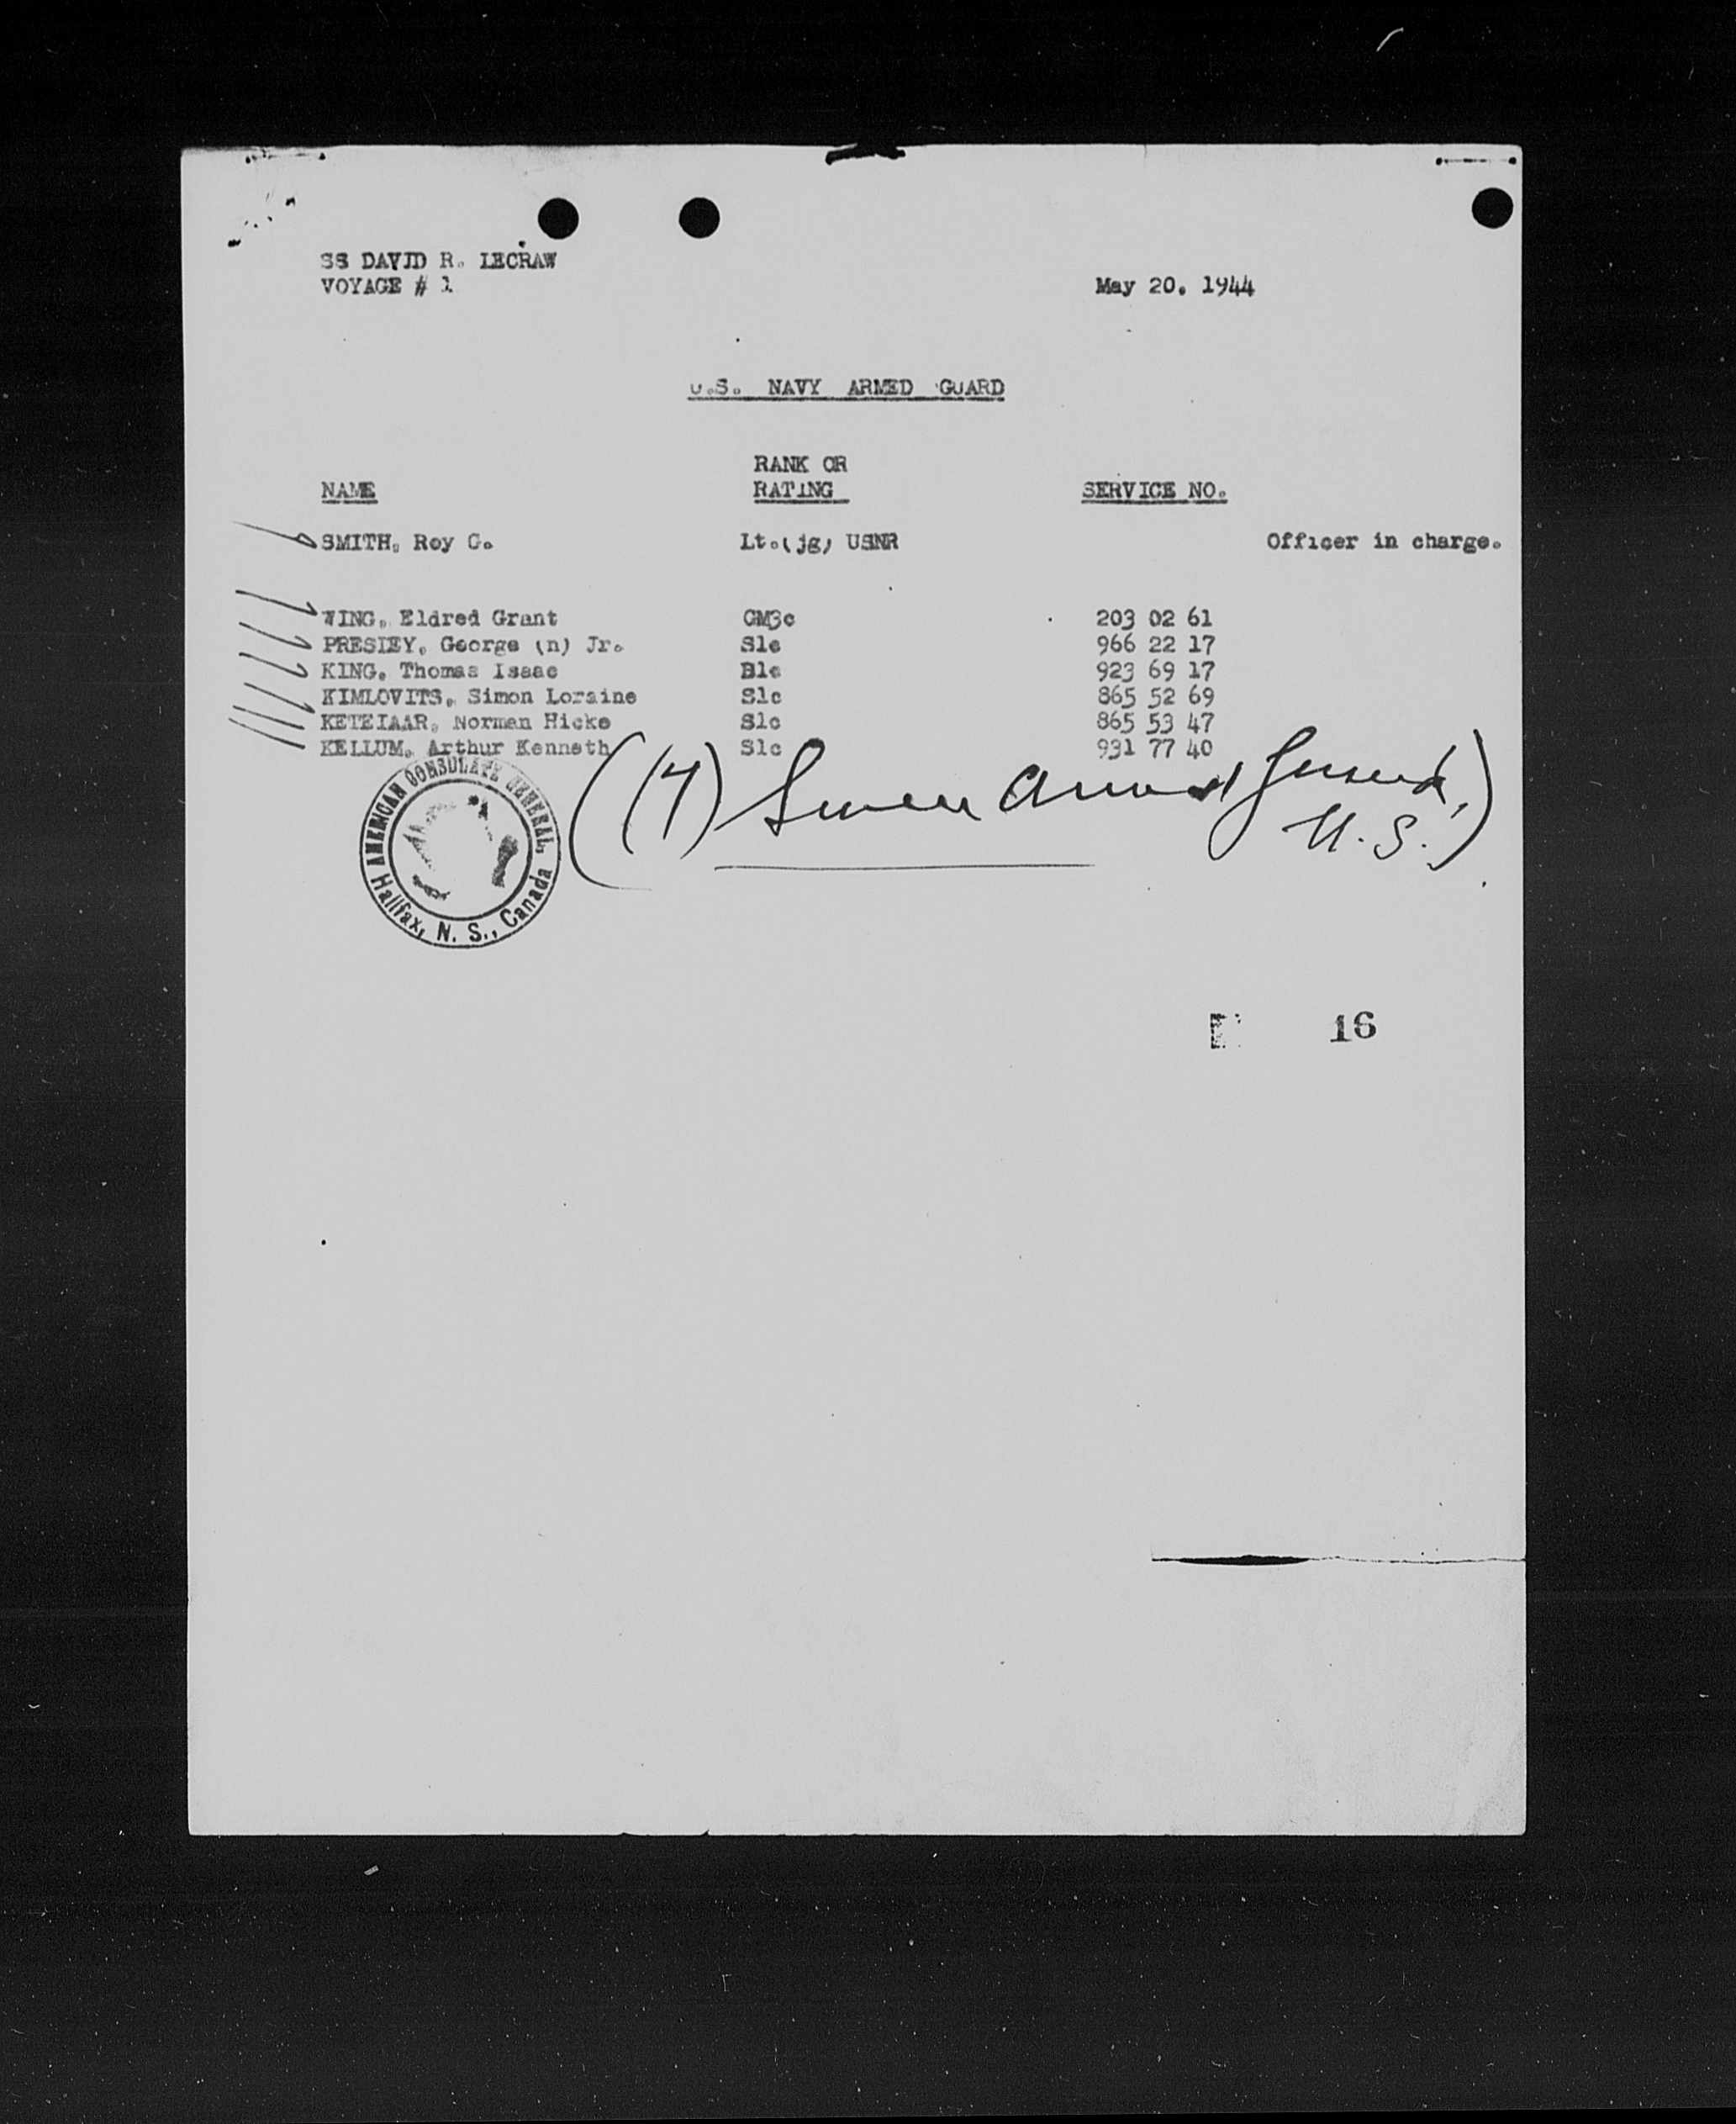 SS DAVID R. LECRAW
VOYAGE # 1
May 20. 1944
U.S. NAVY ARMED GUARD
NAME RANK OR RATING SERVICE NO.
SMITH, Roy G. Lt.(jg) USNR Officer in charge.
WING, Eldred Grant GM3c 203 02 61
PRESLEY, George (n) Jr. S1c 966 22 17
KING, Thomas Isaac B1c 923 69 17
KIMLOVITS, Simon Loraine S1c 865 52 69
KETELAAR, Norman Hicke S1c 865 53 47
KELLUM, Arthur Kenneth S1c 931 77 40
((7) Seven Armed Guard,
U.S.)
AMERICAN CONSULATE GENERAL,
Halifax, N. S., Canada
16